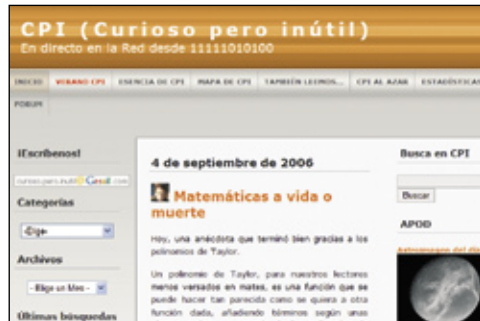 CPI (Curioso pero inútil)
En directo en la Red desde 11111010100
INICIO VERANO CPI ESENCIA DE CPI MAPA DE CPI TAMBIÉN LEEMOS... CPI AL AZAR ESTADÍSTICAS
FORUM
¡Escríbenos!
Categorías
-Elige-
Archivos
- Elige un Mes -
Últimas búsquedas
4 de septiembre de 2006
Matemáticas a vida o
muerte
Hoy, una anécdota que terminó bien gracias a los
polinomios de Taylor.
Un polinomio de Taylor, para nuestros lectores
menos versados en mates, es una función que se
puede hacer tan parecida como se quiera a otra
función dada, añadiendo términos según unas
Busca en CPI
Buscar
APOD
Astroimagen del día